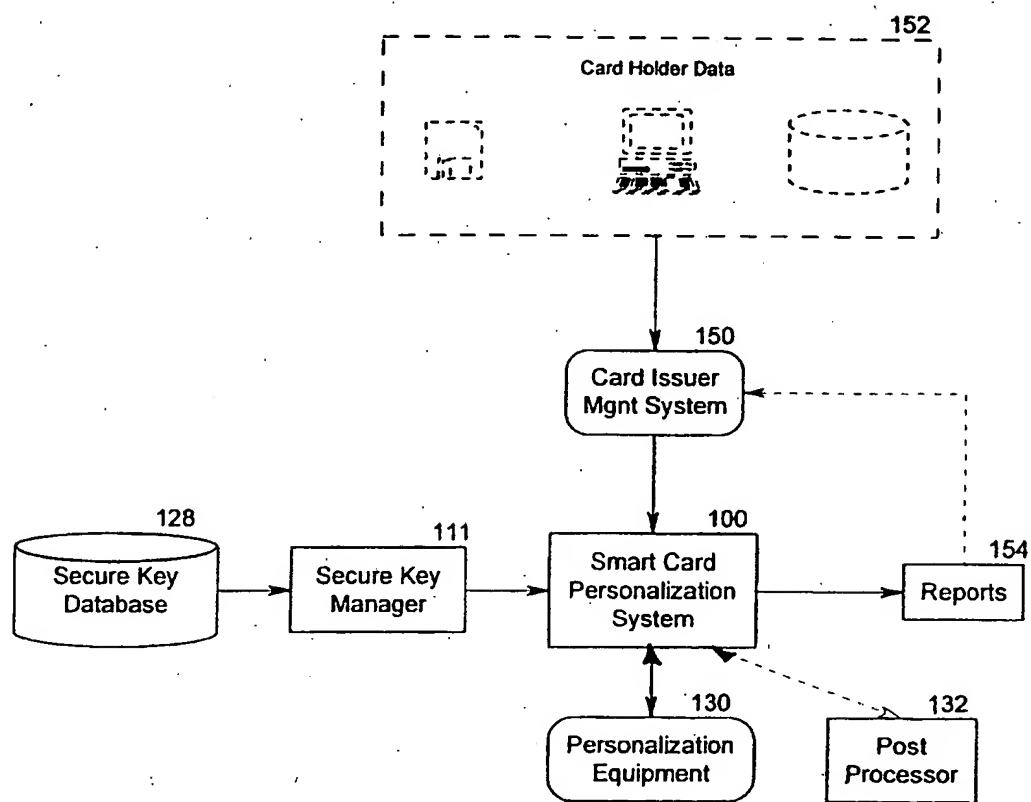 152
Card Holder Data
150
Card Issuer
Mgnt System
128
Secure Key
Database
111
Secure Key
Manager
100
Smart Card
Personalization
System
154
Reports
130
Personalization
Equipment
132
Post
Processor